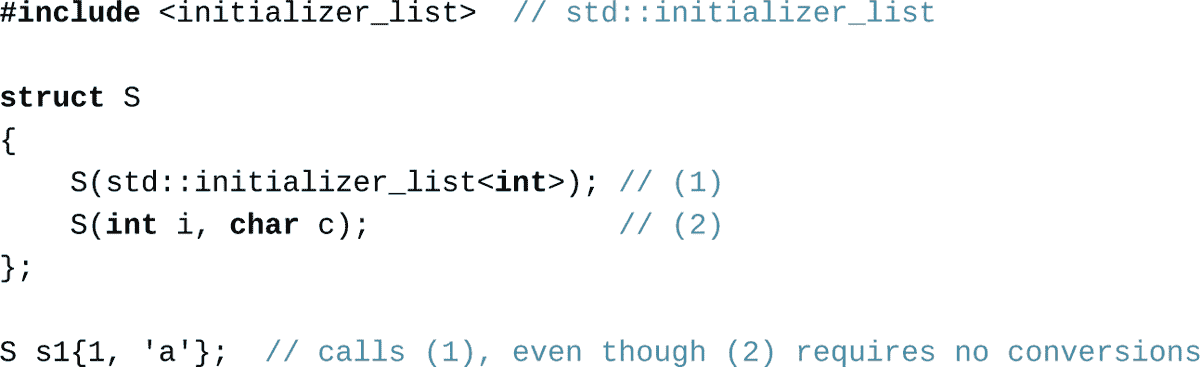 #include <initializer_list>  // std::initializer_list
struct S
{
    S(std::initializer_list<int>); // (1)
    S(int i, char c);              // (2)
};
S s1{1, 'a'};  // calls (1), even though (2) requires no conversions